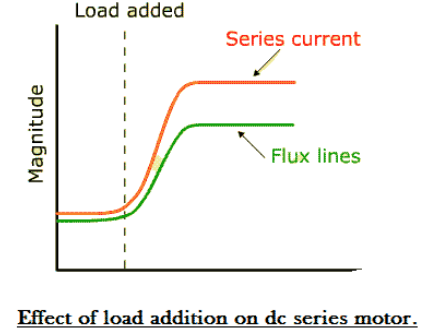 Load added
Series current
Magnitude
Flux lines
Effect of load addition on dc series motor.